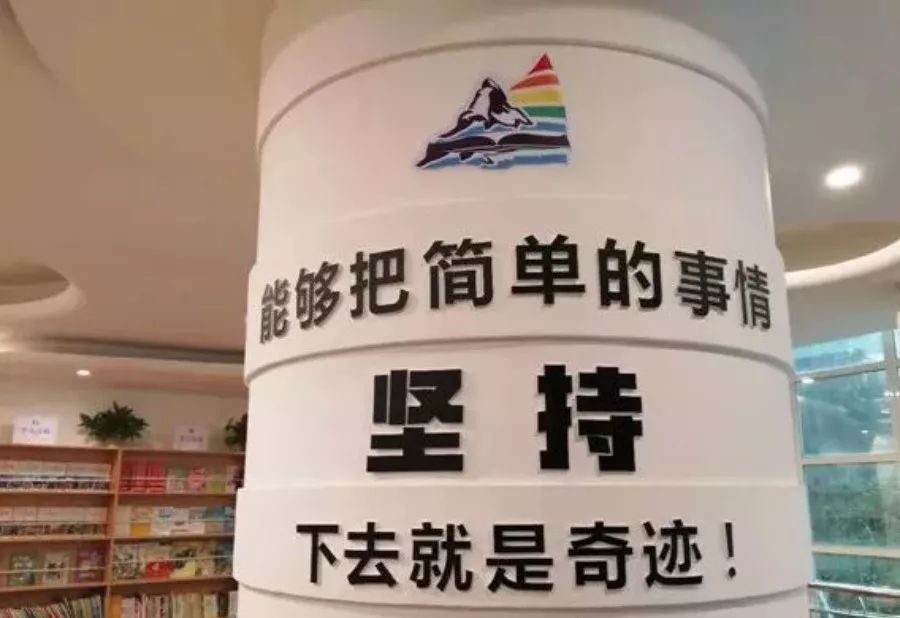 能够把简单的事情
坚持
下去就是奇迹!